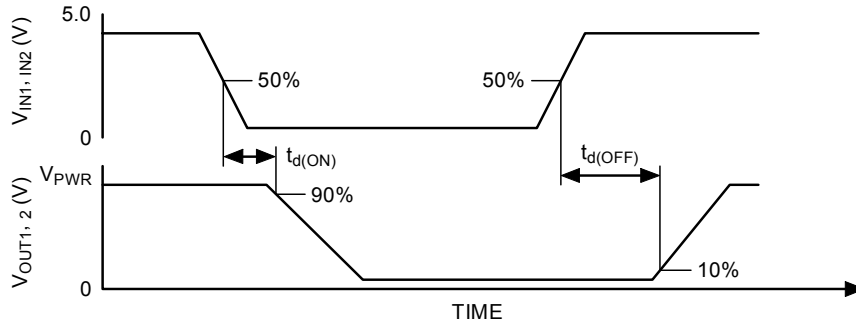 5.0
V_IN1, IN2 (V)
50%
50%
0
t_d(ON)
t_d(OFF)
V_PWR
90%
V_OUT1, 2 (V)
10%
0
TIME